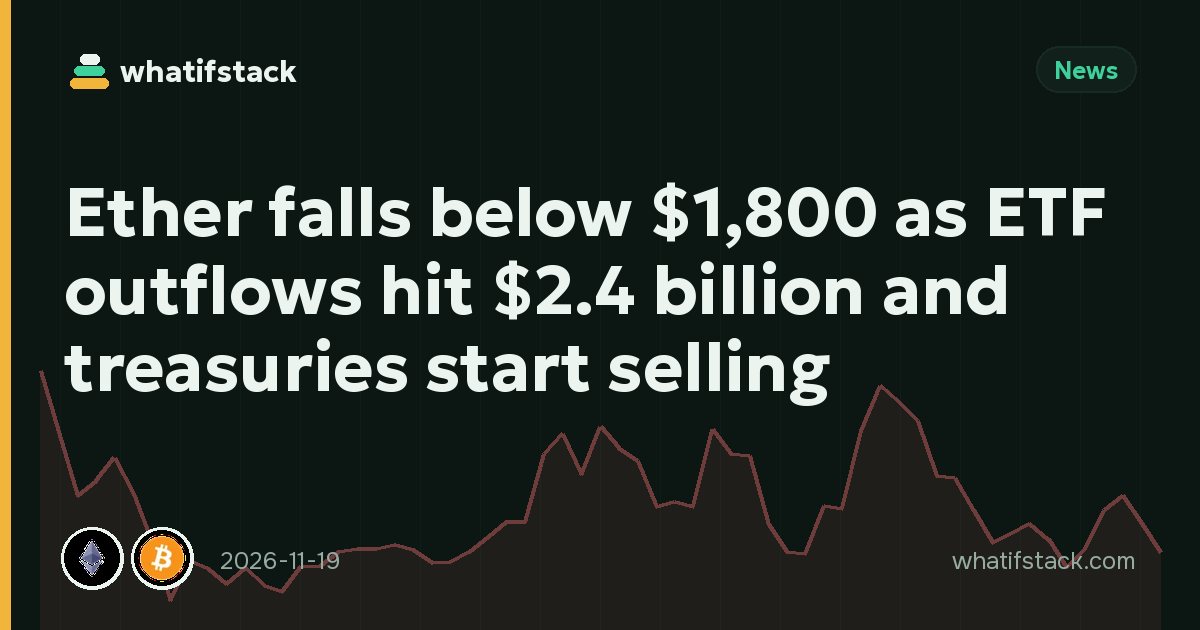 whatifstack
News
Ether falls below $1,800 as ETF
outflows hit $2.4 billion and
treasuries start selling
2026-11-19
whatifstack.com